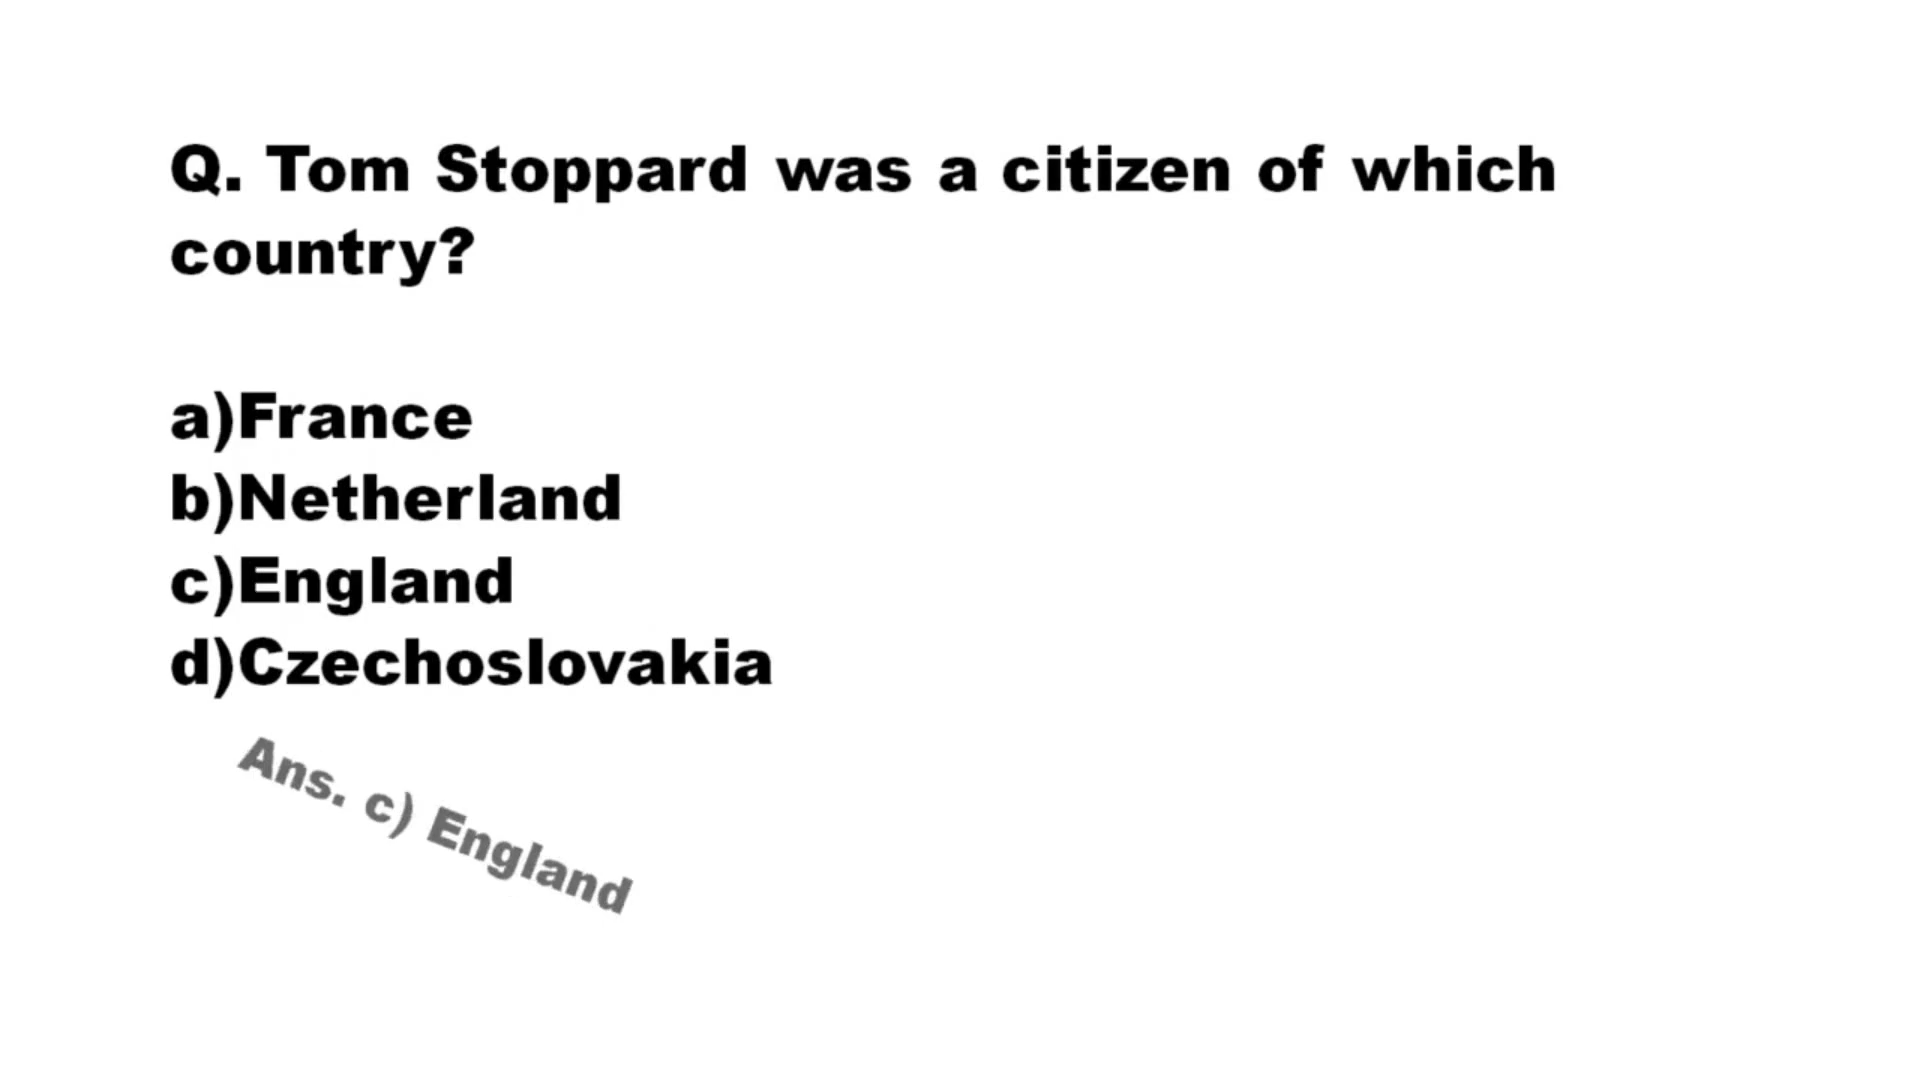 Q. Tom Stoppard was a citizen of which
country?
a)France
b)Netherland
c)England
d)Czechoslovakia
Ans. c) England